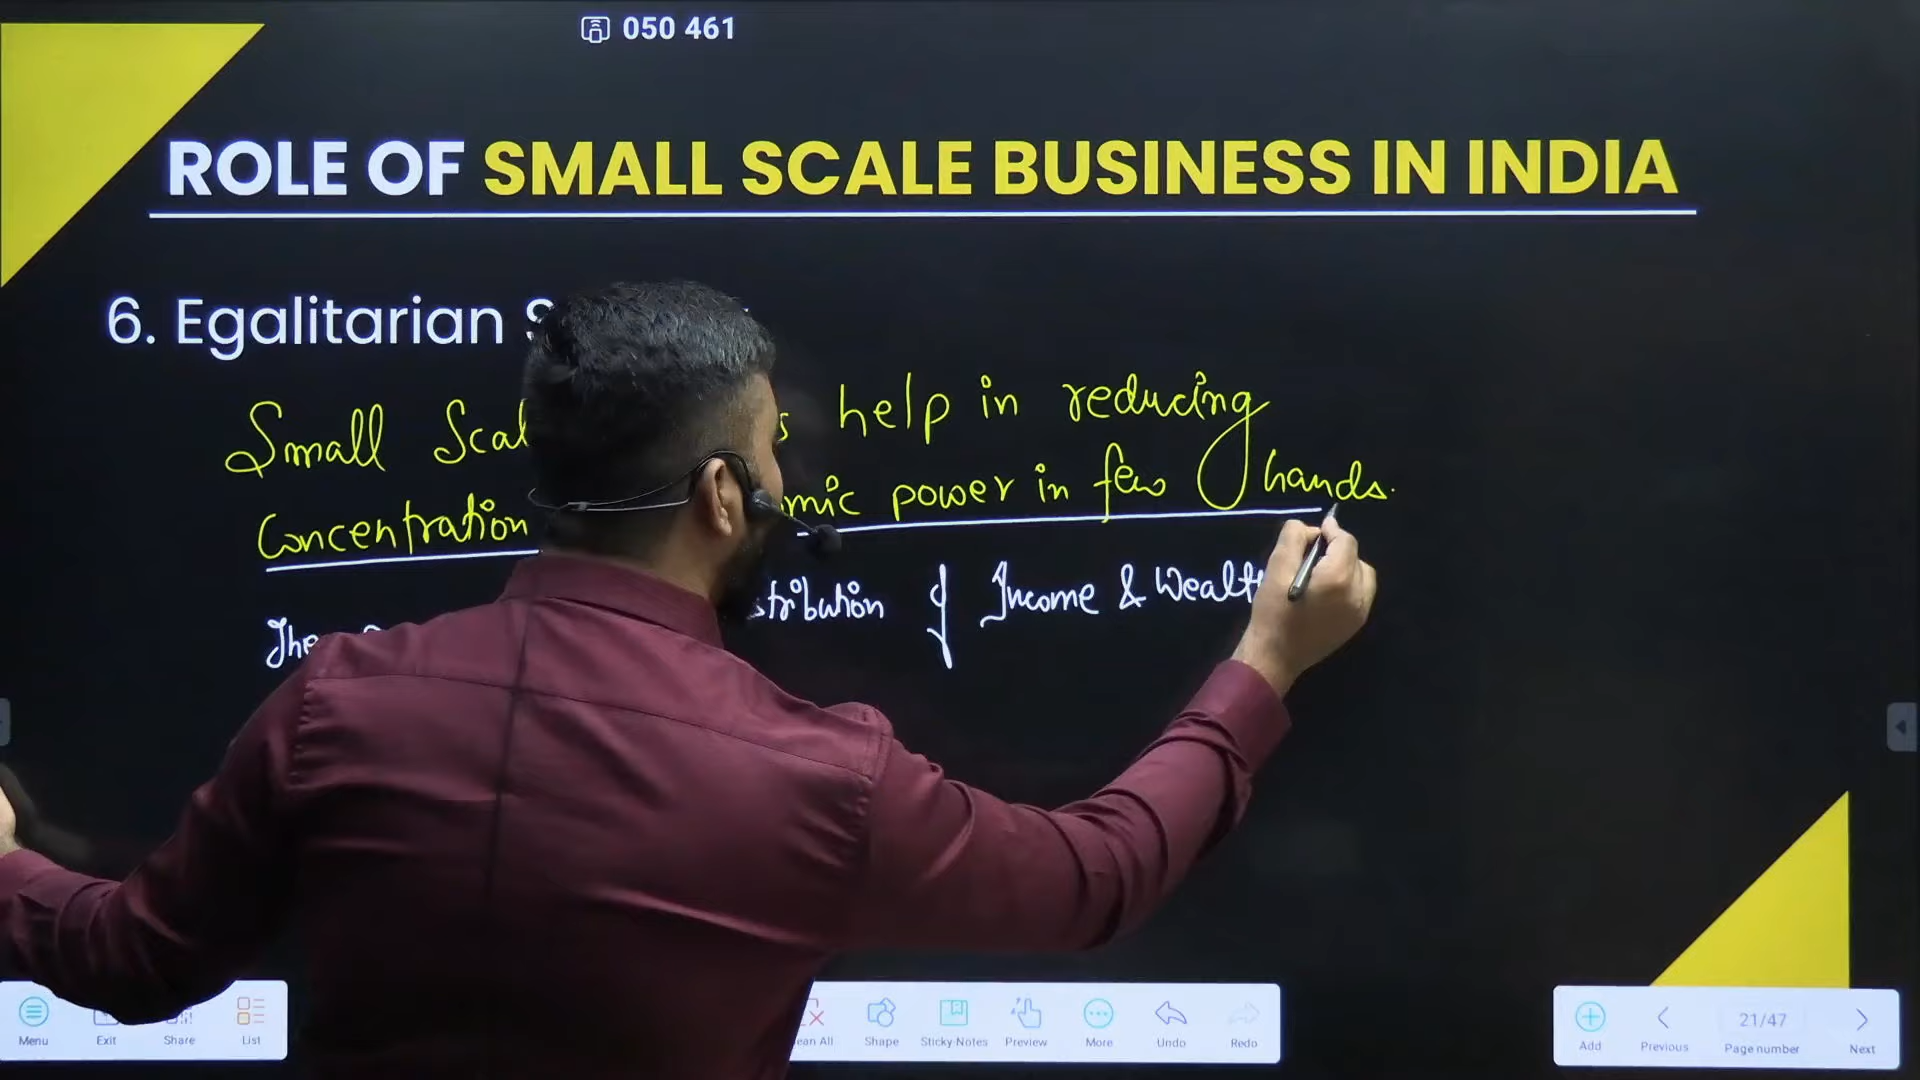 050 461
ROLE OF SMALL SCALE BUSINESS IN INDIA
6. Egalitarian S
Small Scal s help in reducing
Concentration mic power in few hands.
The stribution of Income & Wealt
Menu Exit Share List ean All Shape Sticky Notes Preview More Undo Redo Add Previous 21/47 Page number Next